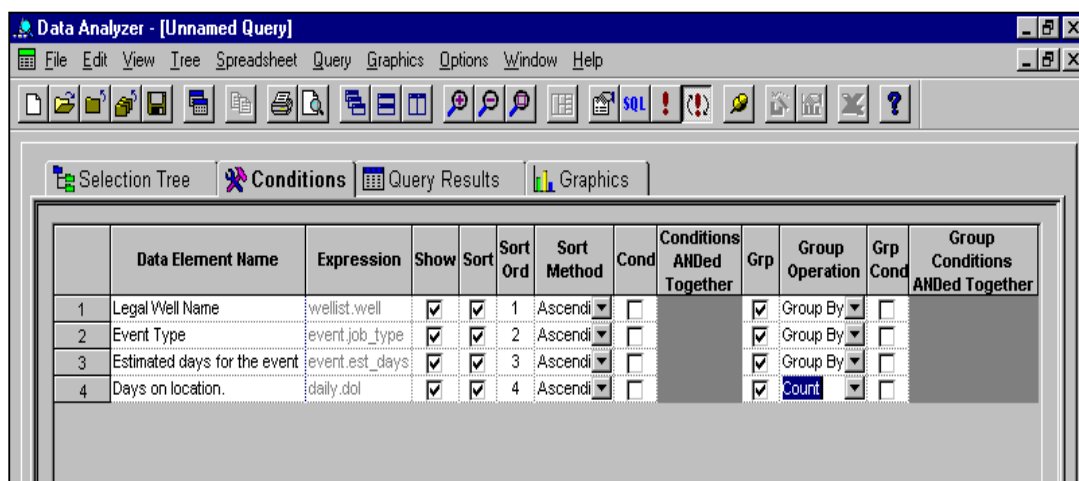 Data Analyzer - [Unnamed Query]
File Edit View Tree Spreadsheet Query Graphics Options Window Help
SQL
Selection Tree Conditions Query Results Graphics
Data Element Name Expression Show Sort Sort Ord Sort Method Cond Conditions ANDed Together Grp Group Operation Grp Cond Group Conditions ANDed Together
1 Legal Well Name wellist.well 1 Ascendi Group By
2 Event Type event.job_type 2 Ascendi Group By
3 Estimated days for the event event.est_days 3 Ascendi Group By
4 Days on location. daily.dol 4 Ascendi Count